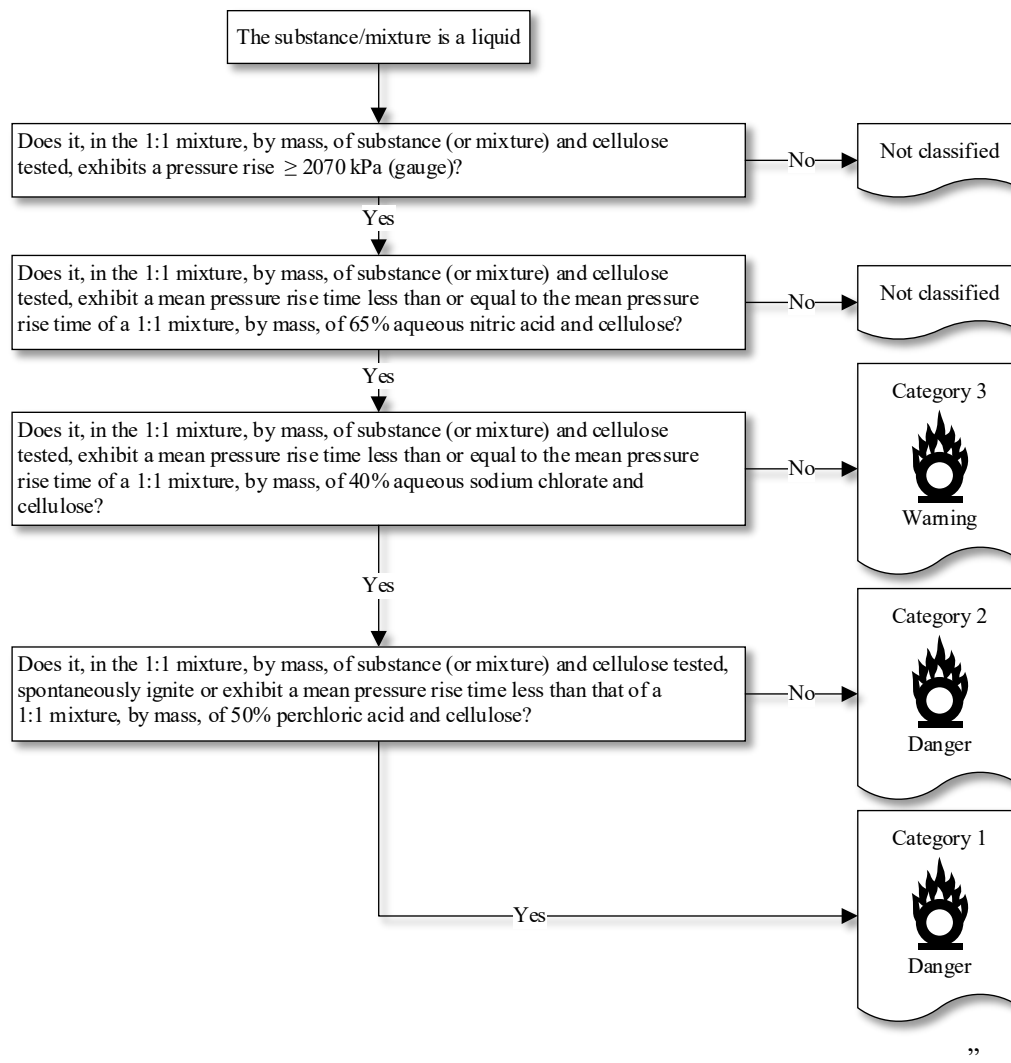 The substance/mixture is a liquid
Does it, in the 1:1 mixture, by mass, of substance (or mixture) and cellulose
tested, exhibits a pressure rise ≥ 2070 kPa (gauge)?
No
Not classified
Yes
Does it, in the 1:1 mixture, by mass, of substance (or mixture) and cellulose
tested, exhibit a mean pressure rise time less than or equal to the mean pressure
rise time of a 1:1 mixture, by mass, of 65% aqueous nitric acid and cellulose?
No
Not classified
Yes
Does it, in the 1:1 mixture, by mass, of substance (or mixture) and cellulose
tested, exhibit a mean pressure rise time less than or equal to the mean pressure
rise time of a 1:1 mixture, by mass, of 40% aqueous sodium chlorate and
cellulose?
No
Category 3
Warning
Yes
Does it, in the 1:1 mixture, by mass, of substance (or mixture) and cellulose tested,
spontaneously ignite or exhibit a mean pressure rise time less than that of a
1:1 mixture, by mass, of 50% perchloric acid and cellulose?
No
Category 2
Danger
Yes
Category 1
Danger
”